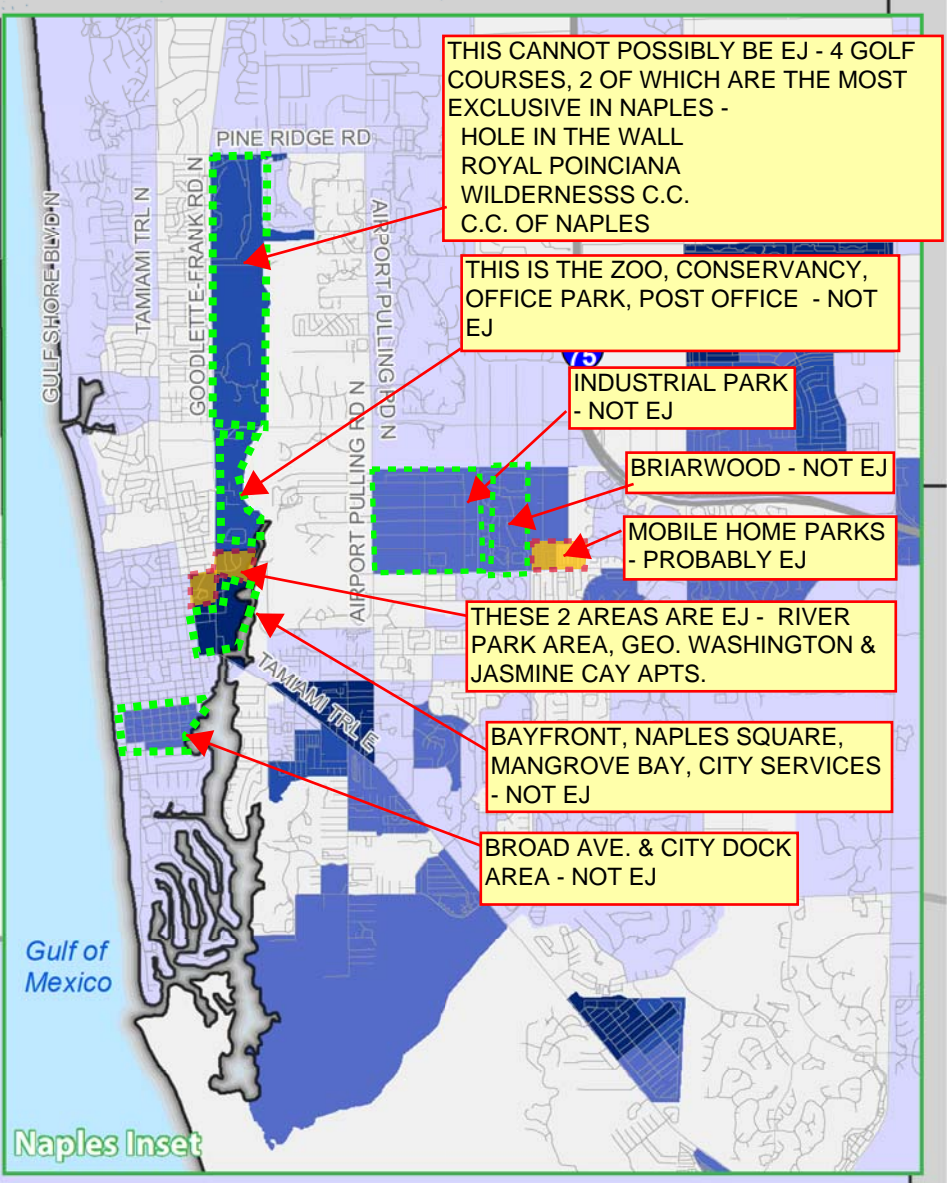 THIS CANNOT POSSIBLY BE EJ - 4 GOLF
COURSES, 2 OF WHICH ARE THE MOST
EXCLUSIVE IN NAPLES -
HOLE IN THE WALL
ROYAL POINCIANA
WILDERNESSS C.C.
C.C. OF NAPLES
PINE RIDGE RD
GULF SHORE BLVD N
TAMIAMI TRL N
GOODLETTE-FRANK RD N
AIRPORT PULLING RD N
THIS IS THE ZOO, CONSERVANCY,
OFFICE PARK, POST OFFICE - NOT
EJ
75
INDUSTRIAL PARK
- NOT EJ
AIRPORT PULLING RD N
BRIARWOOD - NOT EJ
MOBILE HOME PARKS
- PROBABLY EJ
THESE 2 AREAS ARE EJ - RIVER
PARK AREA, GEO. WASHINGTON &
JASMINE CAY APTS.
TAMIAMI TRL E
BAYFRONT, NAPLES SQUARE,
MANGROVE BAY, CITY SERVICES
- NOT EJ
BROAD AVE. & CITY DOCK
AREA - NOT EJ
Gulf of
Mexico
Naples Inset